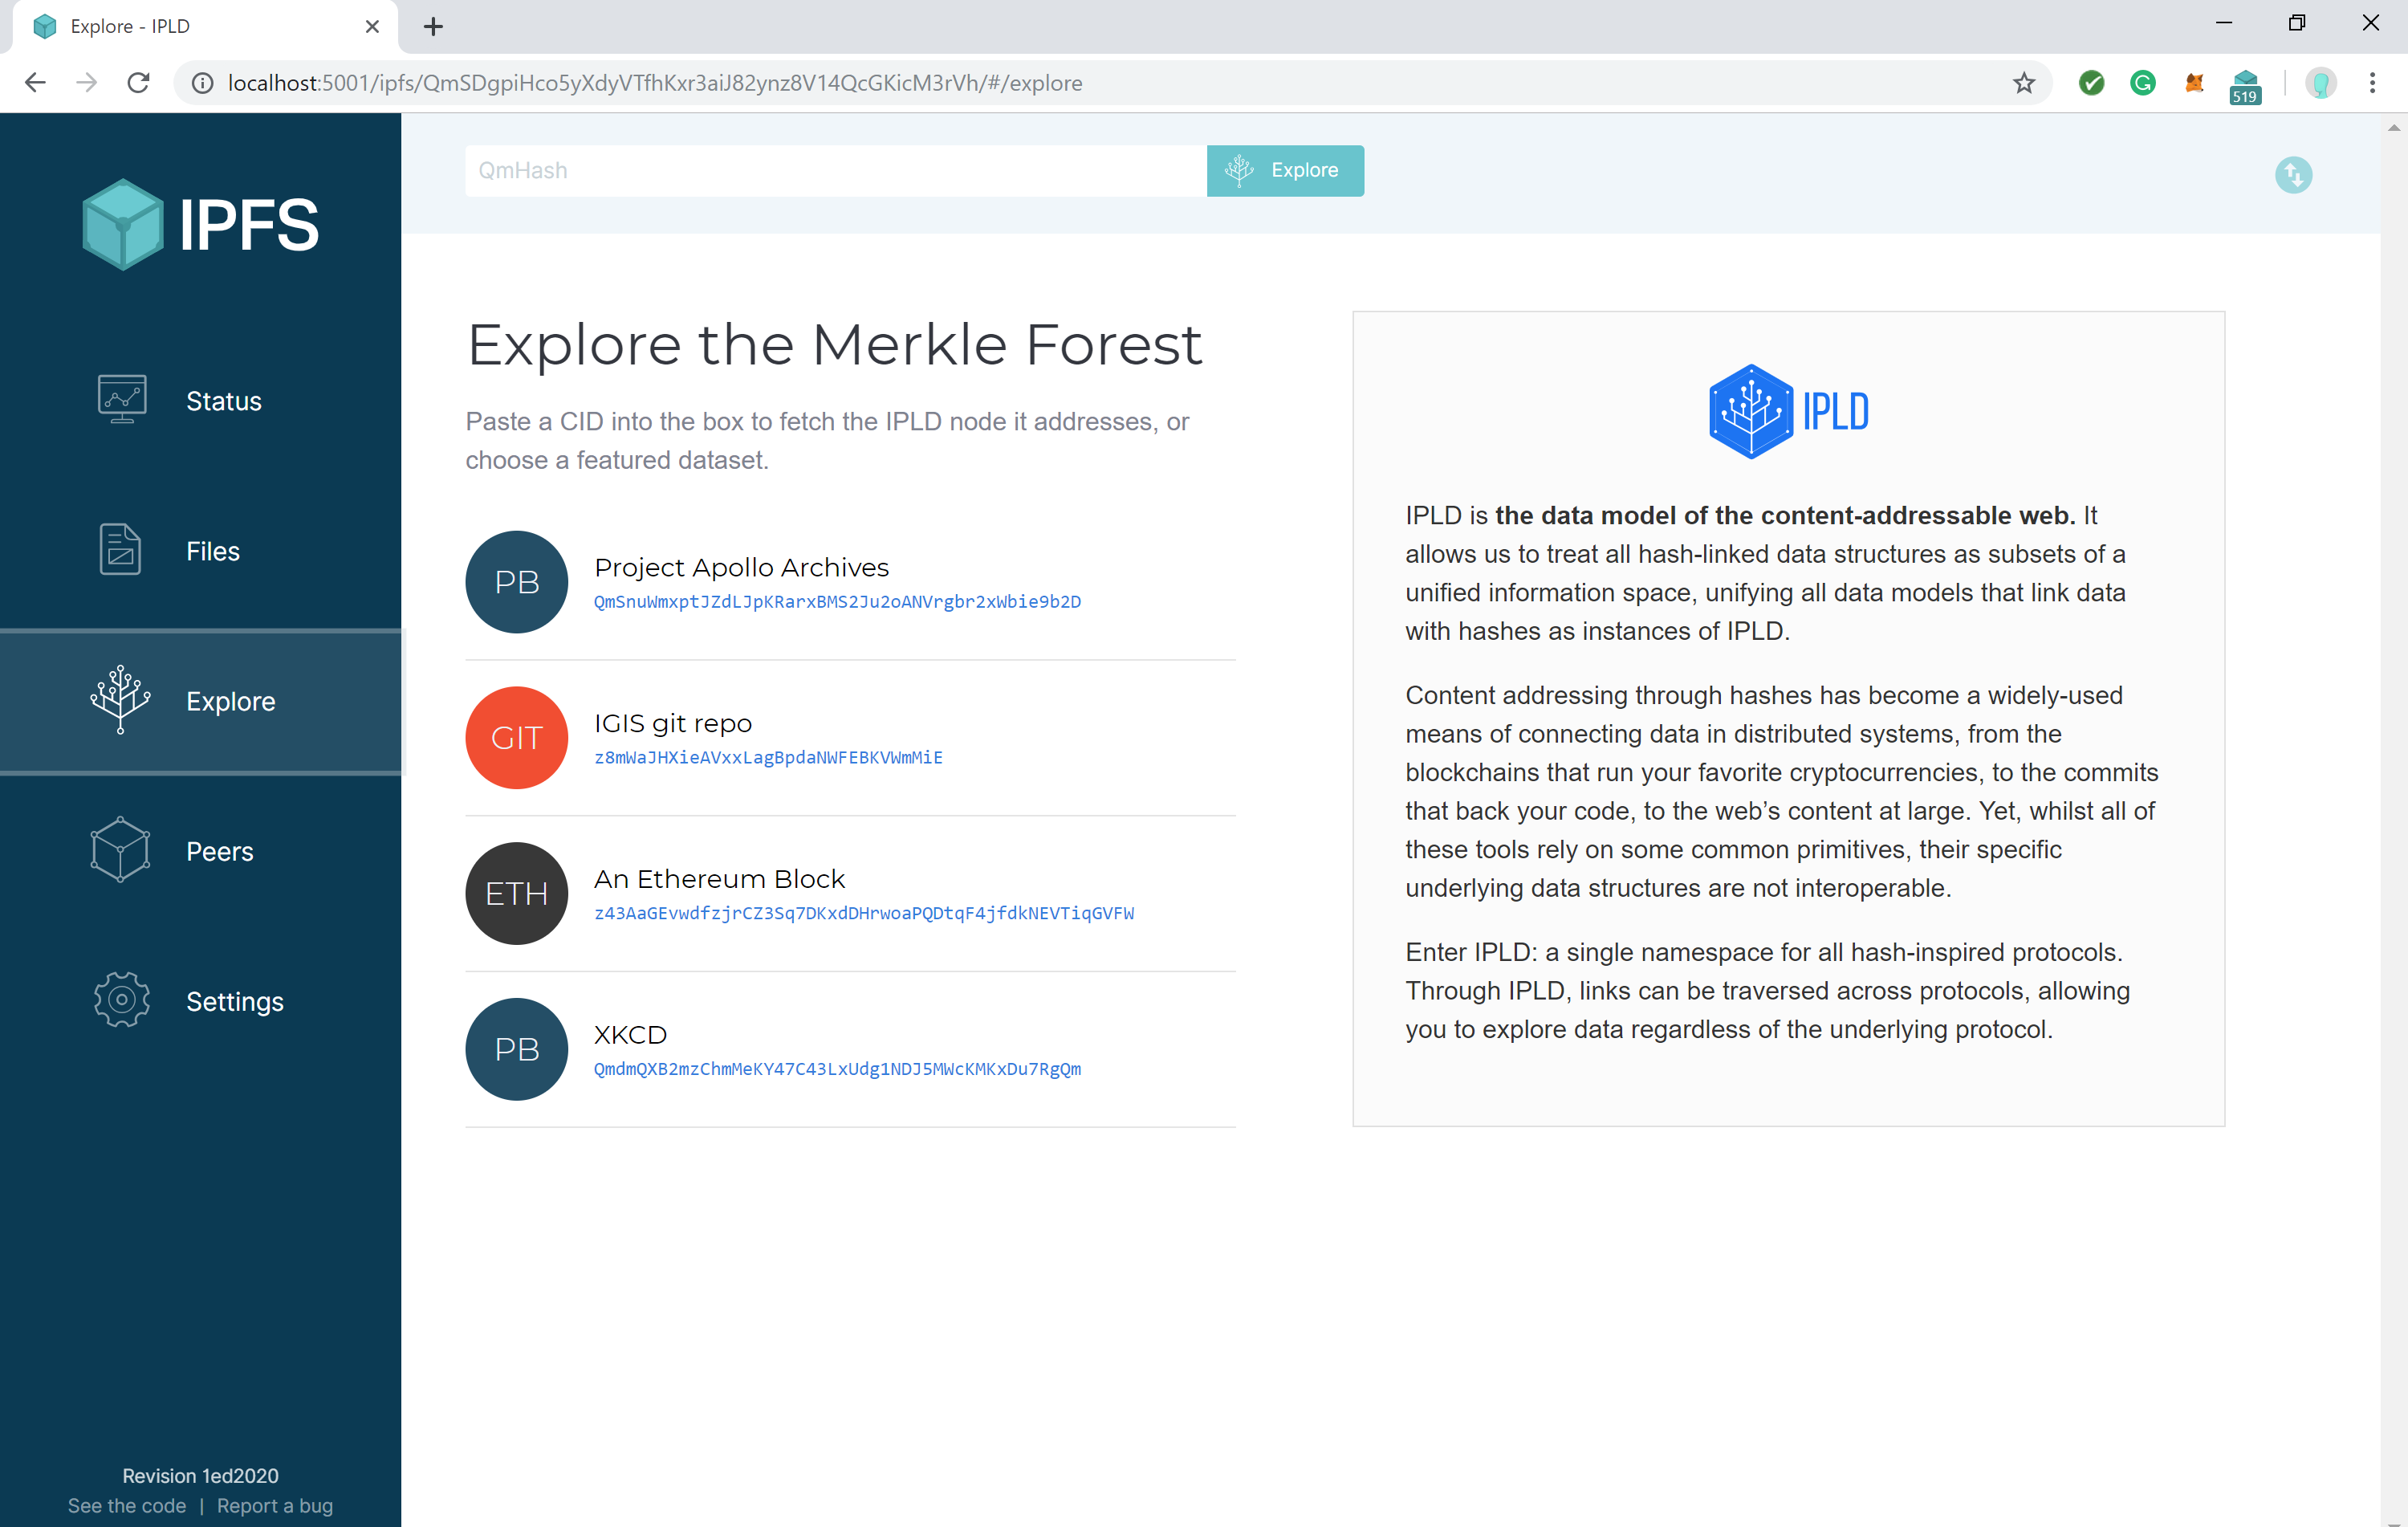 Explore - IPLD
localhost:5001/ipfs/QmSDgpiHco5yXdyVTfhKxr3aiJ82ynz8V14QcGKicM3rVh/#/explore
519
QmHash
Explore
IPFS
Status
Files
Explore
Peers
Settings
Revision 1ed2020
See the code | Report a bug
Explore the Merkle Forest
Paste a CID into the box to fetch the IPLD node it addresses, or
choose a featured dataset.
PB
Project Apollo Archives
QmSnuWmxptJZdLJpKRarxBMS2Ju2oANVrgbr2xWbie9b2D
GIT
IGIS git repo
z8mWaJHXieAVxxLagBpdaNWFEBKVWmMiE
ETH
An Ethereum Block
z43AaGEvwdfzjrCZ3Sq7DKxdDHrwoaPQDtqF4jfdkNEVTiqGVFW
PB
XKCD
QmdmQXB2mzChmMeKY47C43LxUdg1NDJ5MWcKMKxDu7RgQm
IPLD
IPLD is the data model of the content-addressable web. It
allows us to treat all hash-linked data structures as subsets of a
unified information space, unifying all data models that link data
with hashes as instances of IPLD.
Content addressing through hashes has become a widely-used
means of connecting data in distributed systems, from the
blockchains that run your favorite cryptocurrencies, to the commits
that back your code, to the web’s content at large. Yet, whilst all of
these tools rely on some common primitives, their specific
underlying data structures are not interoperable.
Enter IPLD: a single namespace for all hash-inspired protocols.
Through IPLD, links can be traversed across protocols, allowing
you to explore data regardless of the underlying protocol.